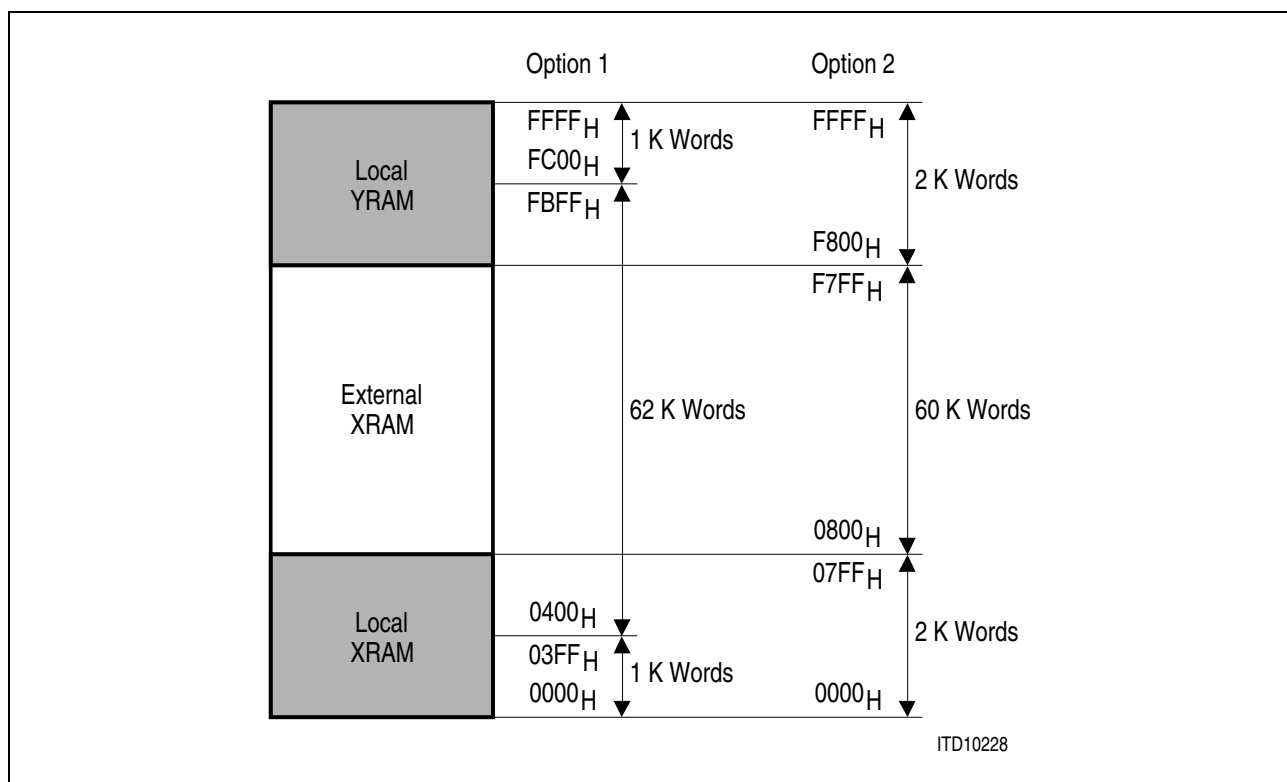 Option 1 Option 2
FFFFH FFFFH
1 K Words
FC00H
Local
YRAM
2 K Words
FBFFH
F800H
F7FFH
External
XRAM
62 K Words 60 K Words
0800H
07FFH
Local
XRAM
0400H
2 K Words
03FFH
1 K Words
0000H 0000H
ITD10228